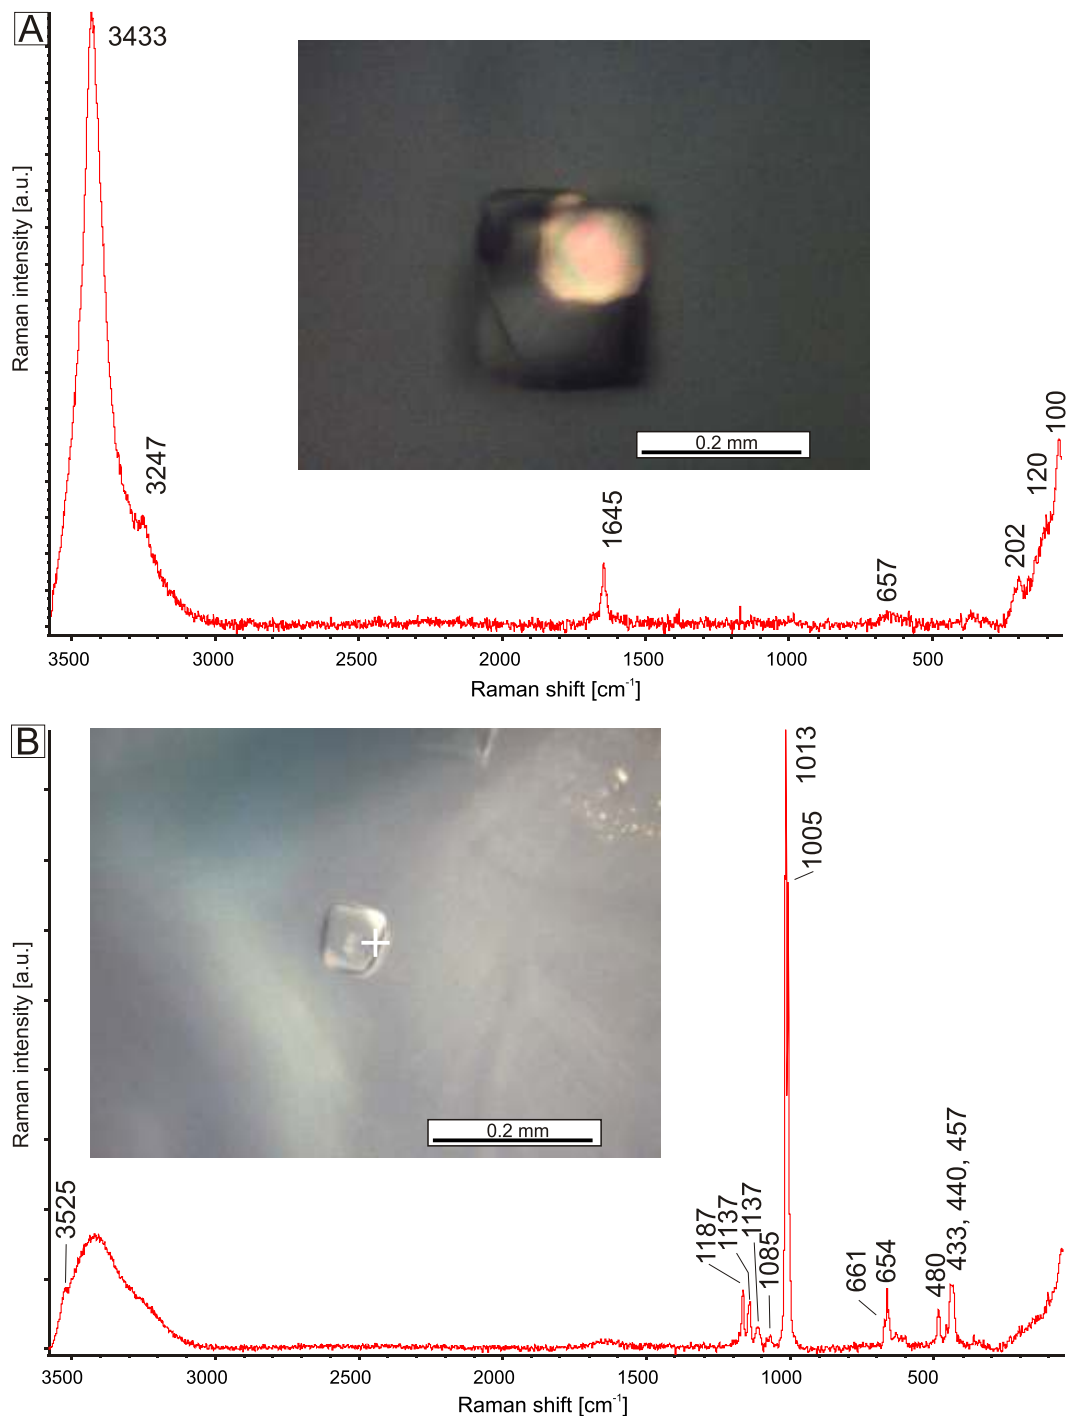 A
3433
3247
1645
657
202
120
100
0.2 mm
Raman intensity [a.u.]
3500 3000 2500 2000 1500 1000 500
Raman shift [cm⁻¹]
B
1013
1005
0.2 mm
3525
1187
1137
1137
1085
661
654
480
433, 440, 457
Raman intensity [a.u.]
3500 3000 2500 2000 1500 1000 500
Raman shift [cm⁻¹]